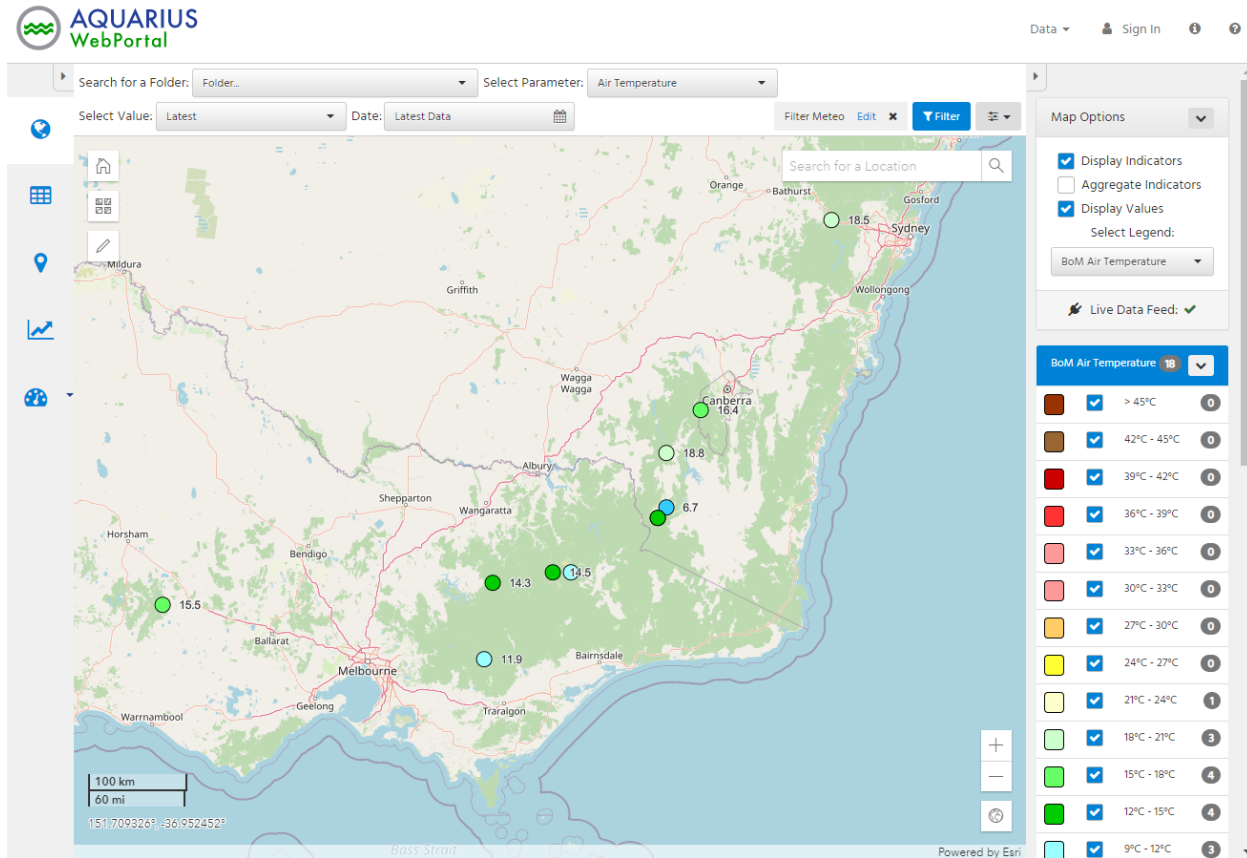 AQUARIUS
WebPortal
Data
Sign In
Search for a Folder: Folder...
Select Parameter: Air Temperature
Select Value: Latest
Date: Latest Data
Filter Meteo Edit
Filter
Search for a Location
Orange
Bathurst
Gosford
18.5
Sydney
Mildura
Griffith
Wollongong
Wagga
Wagga
Canberra
16.4
18.8
Albury
Shepparton
Wangaratta
6.7
Horsham
Bendigo
14.3
14.5
15.5
Ballarat
11.9
Bairnsdale
Melbourne
Geelong
Traralgon
Warrnambool
100 km
60 mi
151.709326°, -36.952452°
Bass Strait
Powered by Esri
Map Options
Display Indicators
Aggregate Indicators
Display Values
Select Legend:
BoM Air Temperature
Live Data Feed:
BoM Air Temperature 18
> 45°C 0
42°C - 45°C 0
39°C - 42°C 0
36°C - 39°C 0
33°C - 36°C 0
30°C - 33°C 0
27°C - 30°C 0
24°C - 27°C 0
21°C - 24°C 1
18°C - 21°C 3
15°C - 18°C 4
12°C - 15°C 4
9°C - 12°C 3